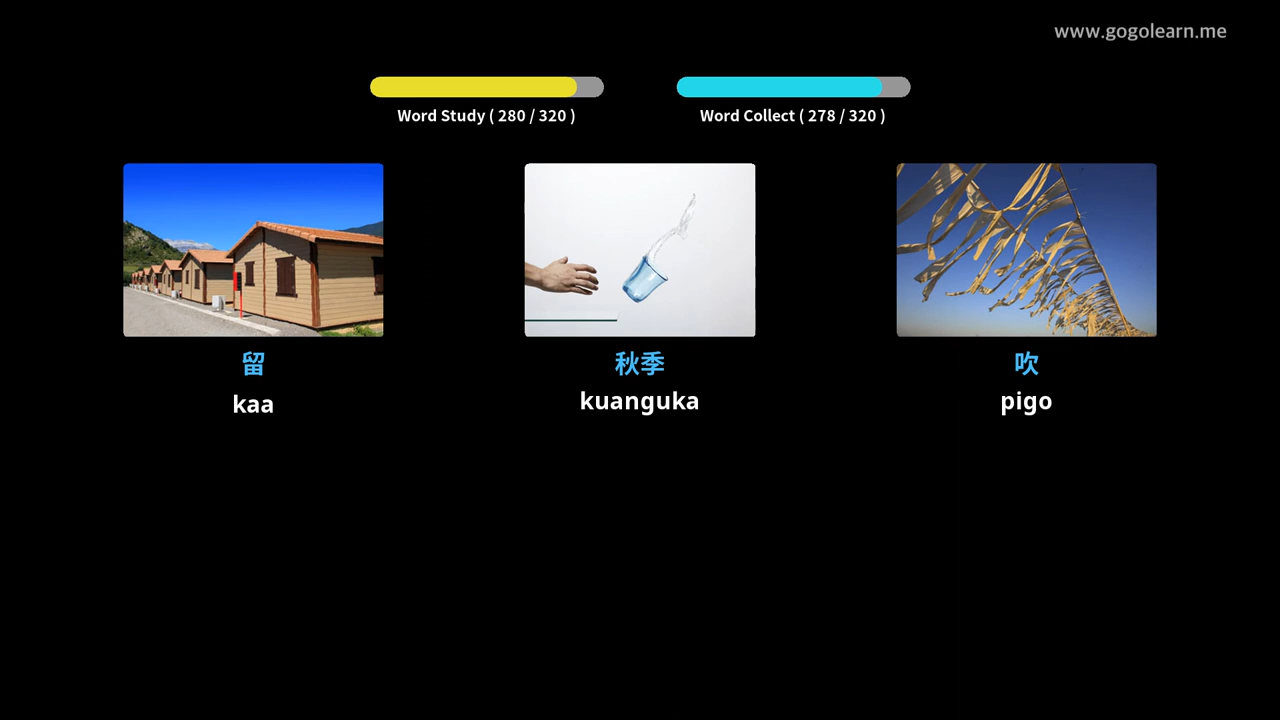 www.gogolearn.me
Word Study ( 280 / 320 )
Word Collect ( 278 / 320 )
留
kaa
秋季
kuanguka
吹
pigo